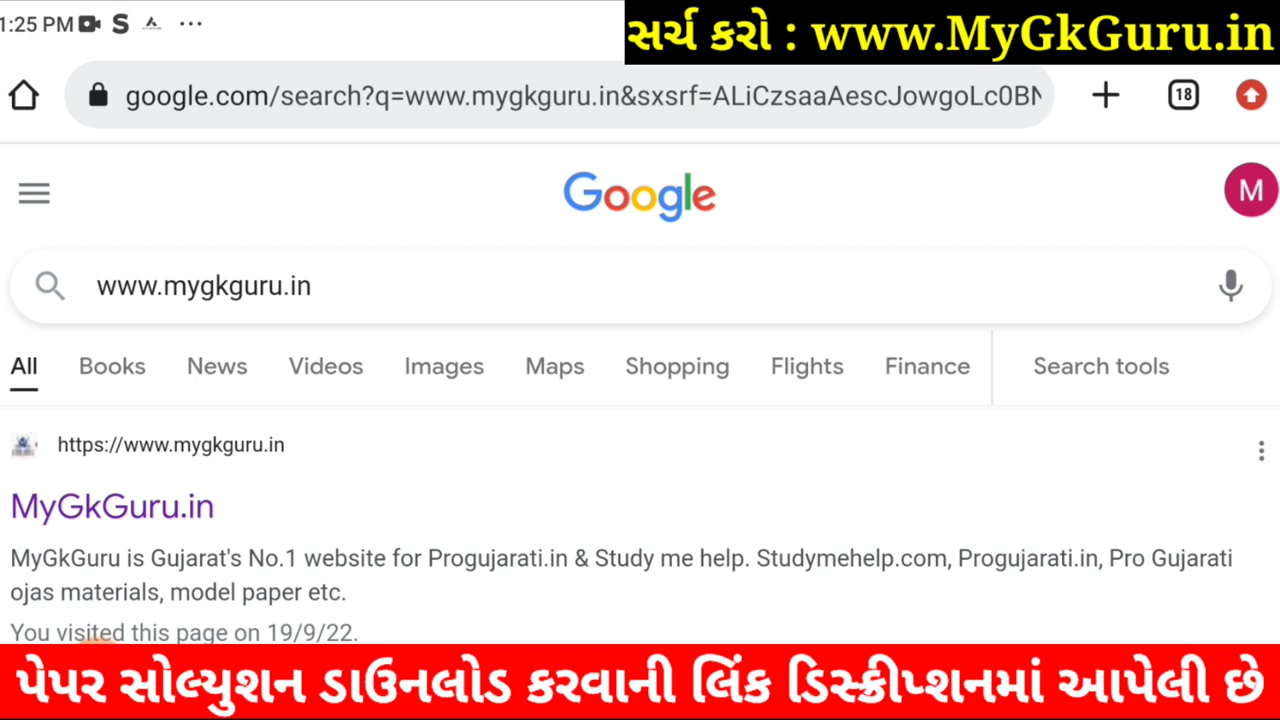 1:25 PM S ...
સર્ચ કરો : www.MyGkGuru.in
google.com/search?q=www.mygkguru.in&sxsrf=ALiCzsaaAescJowgoLc0BN
18
Google
M
www.mygkguru.in
All Books News Videos Images Maps Shopping Flights Finance Search tools
https://www.mygkguru.in
MyGkGuru.in
MyGkGuru is Gujarat's No.1 website for Progujarati.in & Study me help. Studymehelp.com, Progujarati.in, Pro Gujarati
ojas materials, model paper etc.
You visited this page on 19/9/22.
પેપર સોલ્યુશન ડાઉનલોડ કરવાની લિંક ડિસ્ક્રીપ્શનમાં આપેલી છે